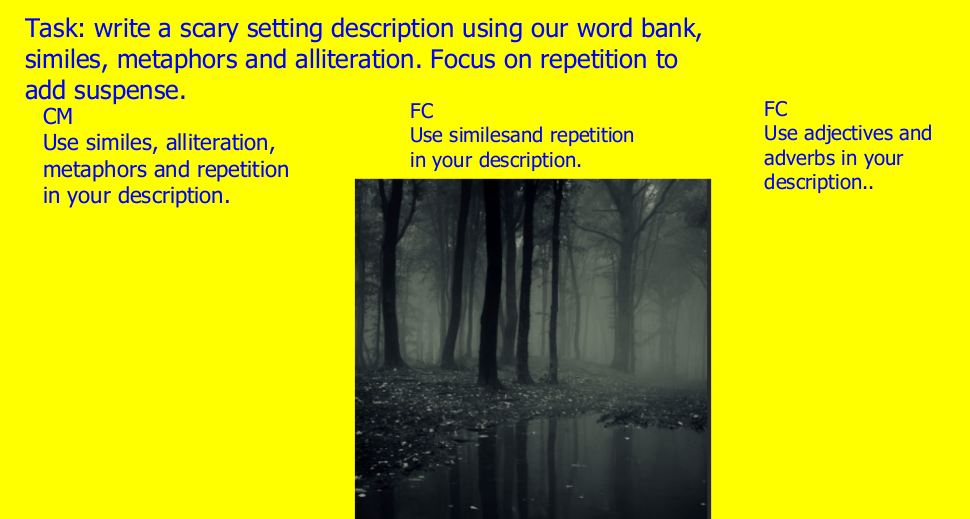 Task: write a scary setting description using our word bank,
similes, metaphors and alliteration. Focus on repetition to
add suspense.
CM
Use similes, alliteration,
metaphors and repetition
in your description.
FC
Use similesand repetition
in your description.
FC
Use adjectives and
adverbs in your
description..